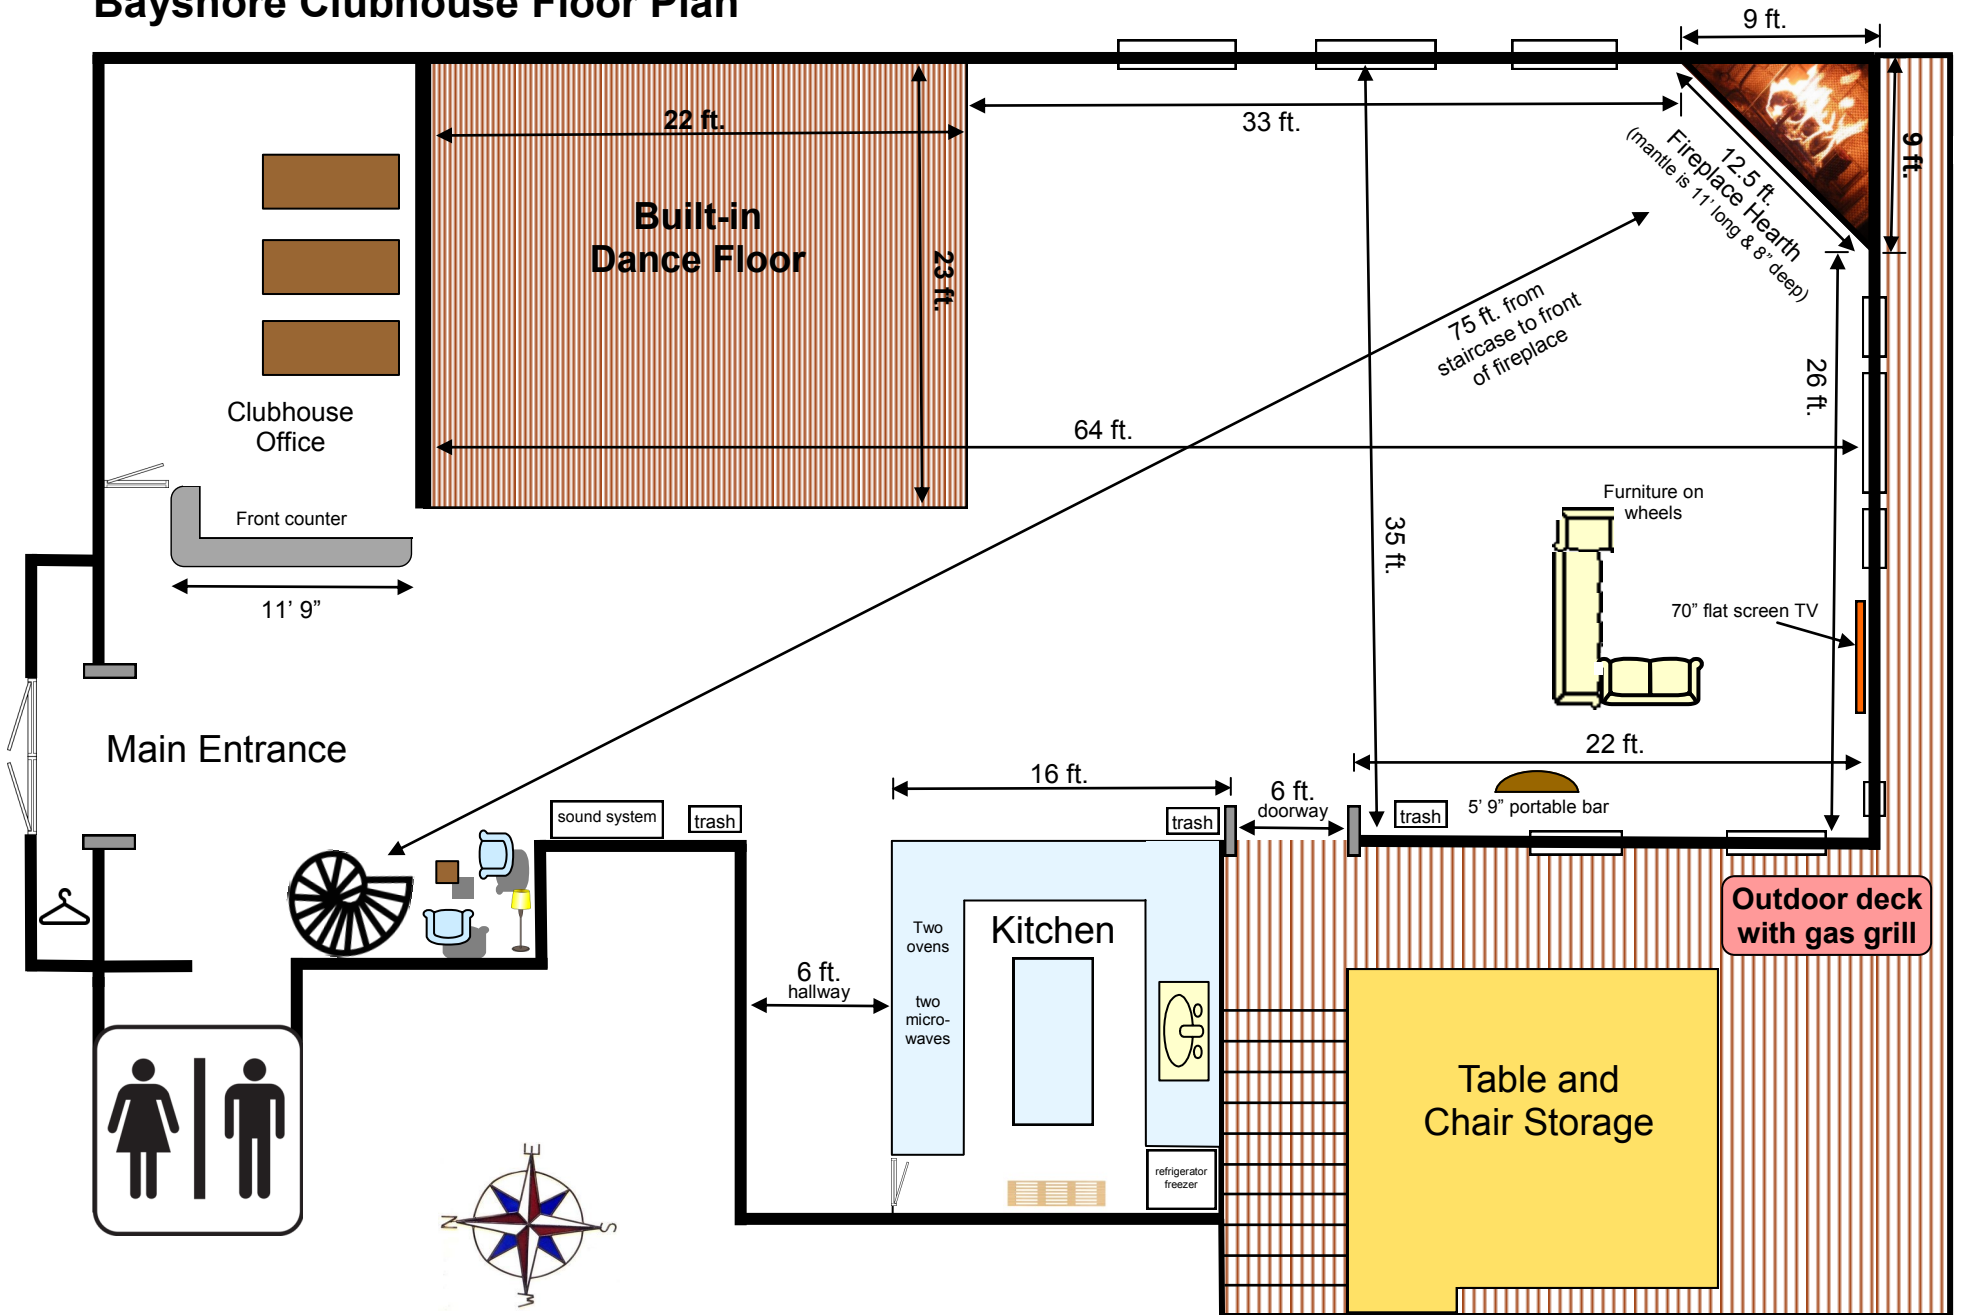 Bayshore Clubhouse Floor Plan
9 ft.
22 ft.
33 ft.
9 ft.
12.5 ft.
Fireplace Hearth
(mantle is 11’ long & 8” deep)
Built-in
Dance Floor
23 ft.
75 ft. from
staircase to front
of fireplace
26 ft.
Clubhouse
Office
64 ft.
Front counter
Furniture on
wheels
35 ft.
11’ 9”
70” flat screen TV
Main Entrance
22 ft.
16 ft.
6 ft.
doorway
5’ 9” portable bar
sound system
trash
trash
trash
Outdoor deck
with gas grill
Kitchen
Two
ovens
two
micro-
waves
6 ft.
hallway
Table and
Chair Storage
refrigerator
freezer
E
N
S
W